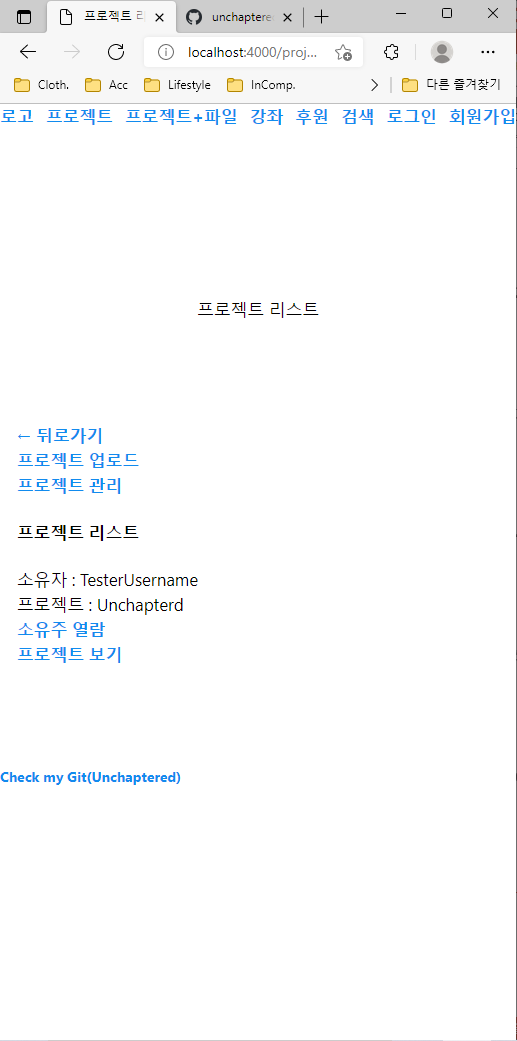 프로젝트 리
unchaptered
localhost:4000/proj...
Cloth. Acc Lifestyle InComp. 다른 즐겨찾기
로고 프로젝트 프로젝트+파일 강좌 후원 검색 로그인 회원가입
프로젝트 리스트
← 뒤로가기
프로젝트 업로드
프로젝트 관리
프로젝트 리스트
소유자 : TesterUsername
프로젝트 : Unchapterd
소유주 열람
프로젝트 보기
Check my Git(Unchaptered)